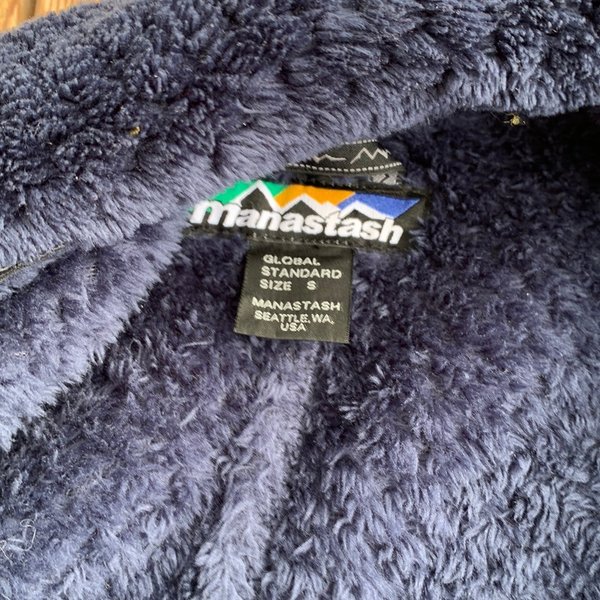 manastash
GLOBAL
STANDARD
SIZE S
MANASTASH
SEATTLE, WA,
USA